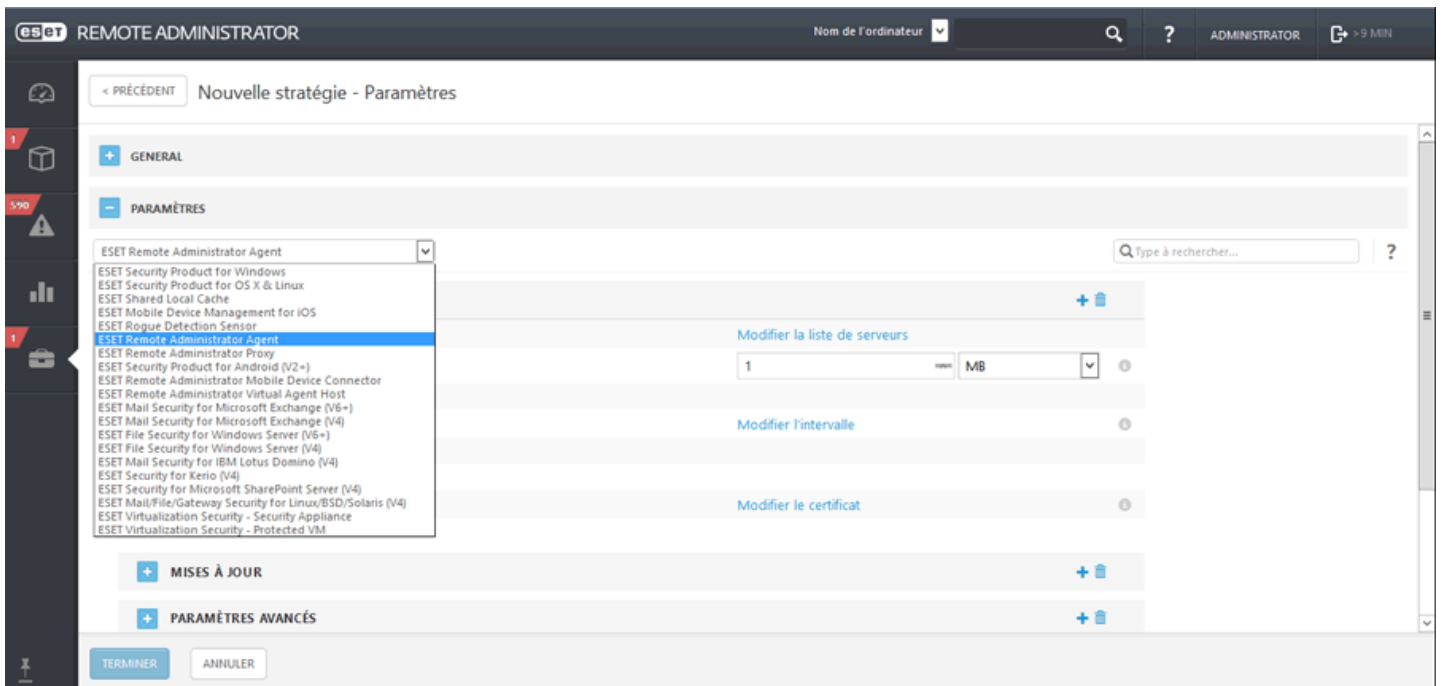 eset REMOTE ADMINISTRATOR Nom de l'ordinateur ? ADMINISTRATOR >9 MIN
< PRÉCÉDENT Nouvelle stratégie - Paramètres
1
+ GENERAL
590
− PARAMÈTRES
ESET Remote Administrator Agent Type à rechercher... ?
ESET Security Product for Windows
ESET Security Product for OS X & Linux
ESET Shared Local Cache
ESET Mobile Device Management for iOS
ESET Rogue Detection Sensor
1
ESET Remote Administrator Agent Modifier la liste de serveurs
ESET Remote Administrator Proxy
ESET Security Product for Android (V2+) 1 MB
ESET Remote Administrator Mobile Device Connector
ESET Remote Administrator Virtual Agent Host
ESET Mail Security for Microsoft Exchange (V6+)
ESET Mail Security for Microsoft Exchange (V4) Modifier l'intervalle
ESET File Security for Windows Server (V6+)
ESET File Security for Windows Server (V4)
ESET Mail Security for IBM Lotus Domino (V4)
ESET Security for Kerio (V4)
ESET Security for Microsoft SharePoint Server (V4)
ESET Mail/File/Gateway Security for Linux/BSD/Solaris (V4) Modifier le certificat
ESET Virtualization Security - Security Appliance
ESET Virtualization Security - Protected VM
+ MISES À JOUR
+ PARAMÈTRES AVANCÉS
TERMINER ANNULER